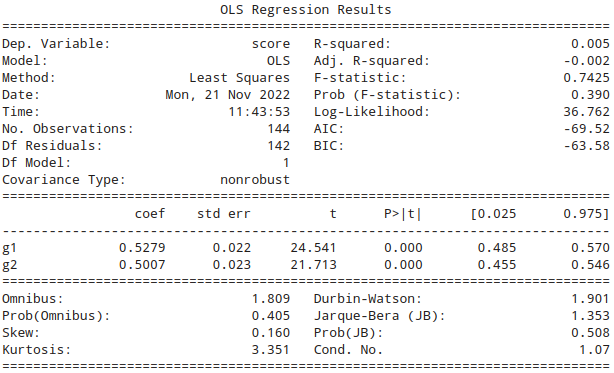 OLS Regression Results
==============================================================================
Dep. Variable:                  score   R-squared:                       0.005
Model:                            OLS   Adj. R-squared:                 -0.002
Method:                 Least Squares   F-statistic:                    0.7425
Date:                Mon, 21 Nov 2022   Prob (F-statistic):              0.390
Time:                        11:43:53   Log-Likelihood:                 36.762
No. Observations:                 144   AIC:                            -69.52
Df Residuals:                     142   BIC:                            -63.58
Df Model:                           1
Covariance Type:            nonrobust
==============================================================================
                 coef    std err          t      P>|t|      [0.025      0.975]
------------------------------------------------------------------------------
g1             0.5279      0.022     24.541      0.000       0.485       0.570
g2             0.5007      0.023     21.713      0.000       0.455       0.546
==============================================================================
Omnibus:                        1.809   Durbin-Watson:                   1.901
Prob(Omnibus):                  0.405   Jarque-Bera (JB):                1.353
Skew:                           0.160   Prob(JB):                        0.508
Kurtosis:                       3.351   Cond. No.                         1.07
==============================================================================